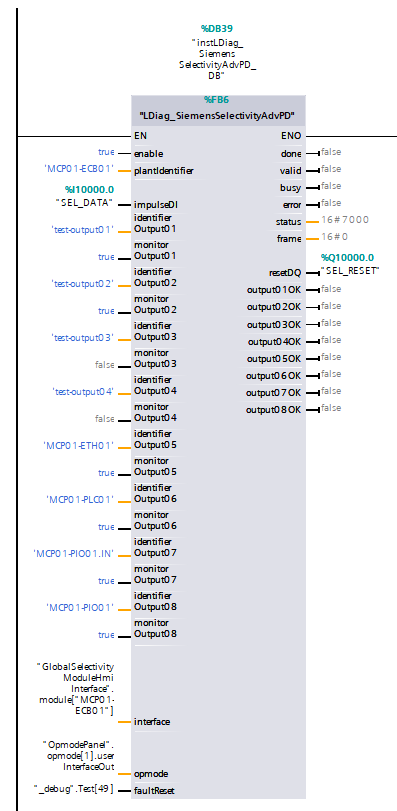 %DB39
"instLDiag_
Siemens
SelectivityAdvPD_
DB"
%FB6
"LDiag_SiemensSelectivityAdvPD"
EN
ENO
true
enable
done
false
'MCP01-ECB01'
plantIdentifier
valid
false
busy
false
%I10000.0
"SEL_DATA"
impulseDI
error
false
identifier
Output01
'test-output01'
status
16#7000
frame
16#0
monitor
Output01
true
%Q10000.0
resetDQ
"SEL_RESET"
identifier
Output02
'test-output02'
output01OK
false
monitor
Output02
true
output02OK
false
identifier
Output03
'test-output03'
output03OK
false
output04OK
false
monitor
Output03
false
output05OK
false
output06OK
false
identifier
Output04
'test-output04'
output07OK
false
monitor
Output04
false
output08OK
false
identifier
Output05
'MCP01-ETH01'
monitor
Output05
true
identifier
Output06
'MCP01-PLC01'
monitor
Output06
true
identifier
Output07
'MCP01-PIO01.IN'
monitor
Output07
true
identifier
Output08
'MCP01-PIO01'
monitor
Output08
true
"GlobalSelectivity
ModuleHmi
Interface".
module["MCP01-
ECB01"]
interface
"OpmodePanel".
opmode[1].user
InterfaceOut
opmode
"_debug".Test[49]
faultReset